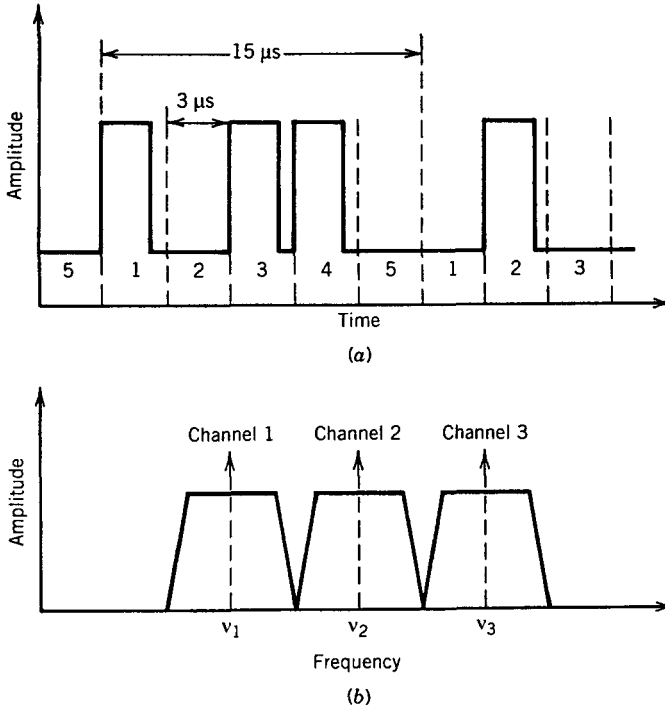 15 μs
3 μs
Amplitude
5 1 2 3 4 5 1 2 3
Time
(a)
Channel 1 Channel 2 Channel 3
Amplitude
ν1 ν2 ν3
Frequency
(b)